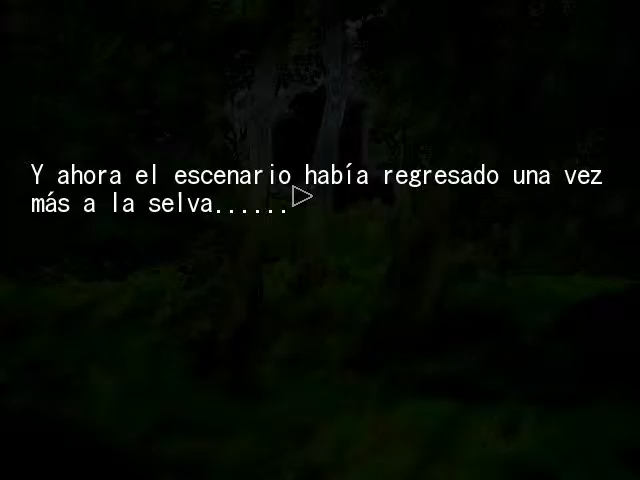 Y ahora el escenario había regresado una vez
más a la selva......